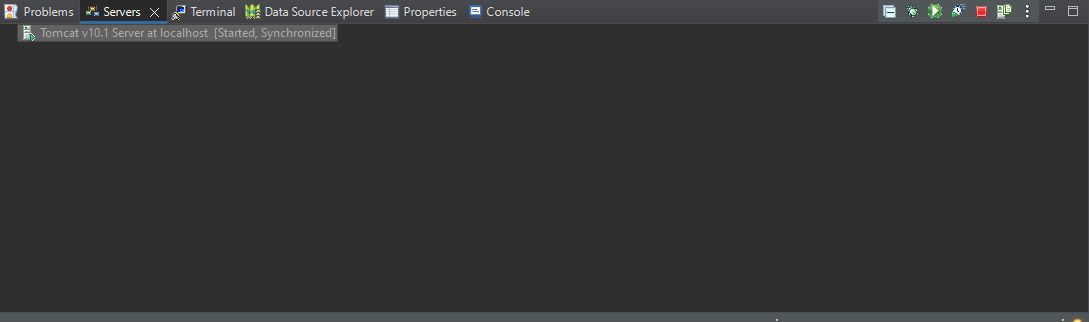 Problems Servers Terminal Data Source Explorer Properties Console
Tomcat v10.1 Server at localhost [Started, Synchronized]